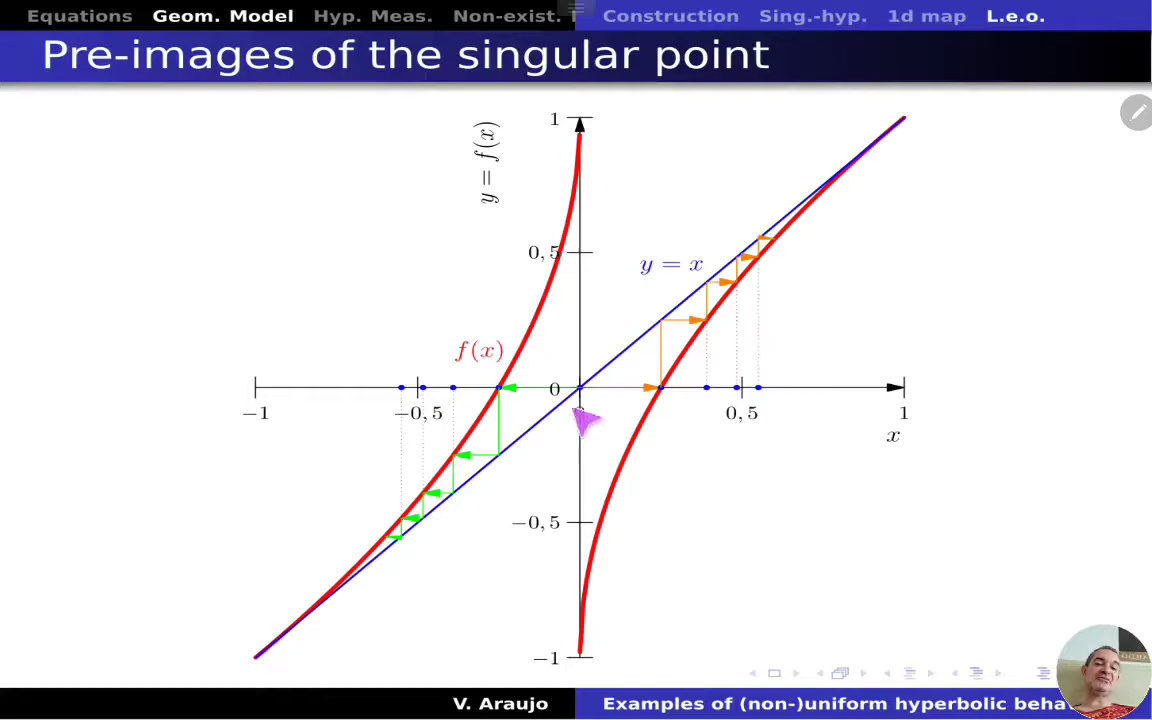 Equations Geom. Model Hyp. Meas. Non-exist. Construction Sing.-hyp. 1d map L.e.o.
Pre-images of the singular point
y = f(x)
1
0, 5
y = x
f(x)
0
−1 −0, 5 0, 5 1
x
−0, 5
−1
V. Araujo Examples of (non-)uniform hyperbolic